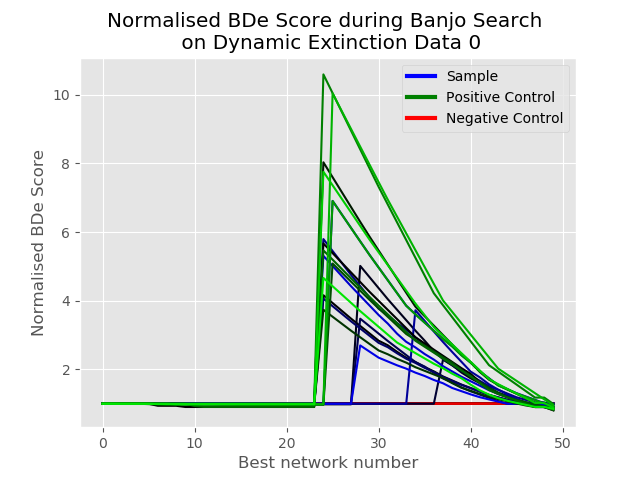 Normalised BDe Score during Banjo Search
on Dynamic Extinction Data 0
Sample
Positive Control
Negative Control
Normalised BDe Score
10
8
6
4
2
0
10
20
30
40
50
Best network number